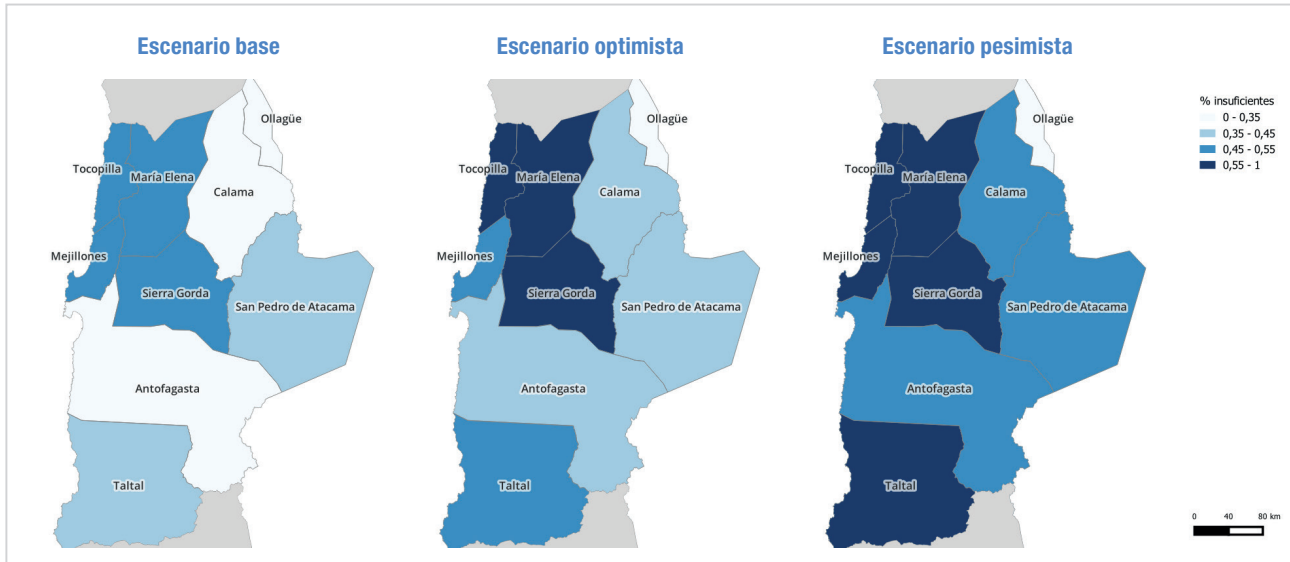 Escenario base
Escenario optimista
Escenario pesimista
Ollagüe
Tocopilla
María Elena
Calama
Mejillones
Sierra Gorda
San Pedro de Atacama
Antofagasta
Taltal
Ollagüe
Tocopilla
María Elena
Calama
Mejillones
Sierra Gorda
San Pedro de Atacama
Antofagasta
Taltal
Ollagüe
Tocopilla
María Elena
Calama
Mejillones
Sierra Gorda
San Pedro de Atacama
Antofagasta
Taltal
% insuficientes
0 - 0,35
0,35 - 0,45
0,45 - 0,55
0,55 - 1
0 40 80 km